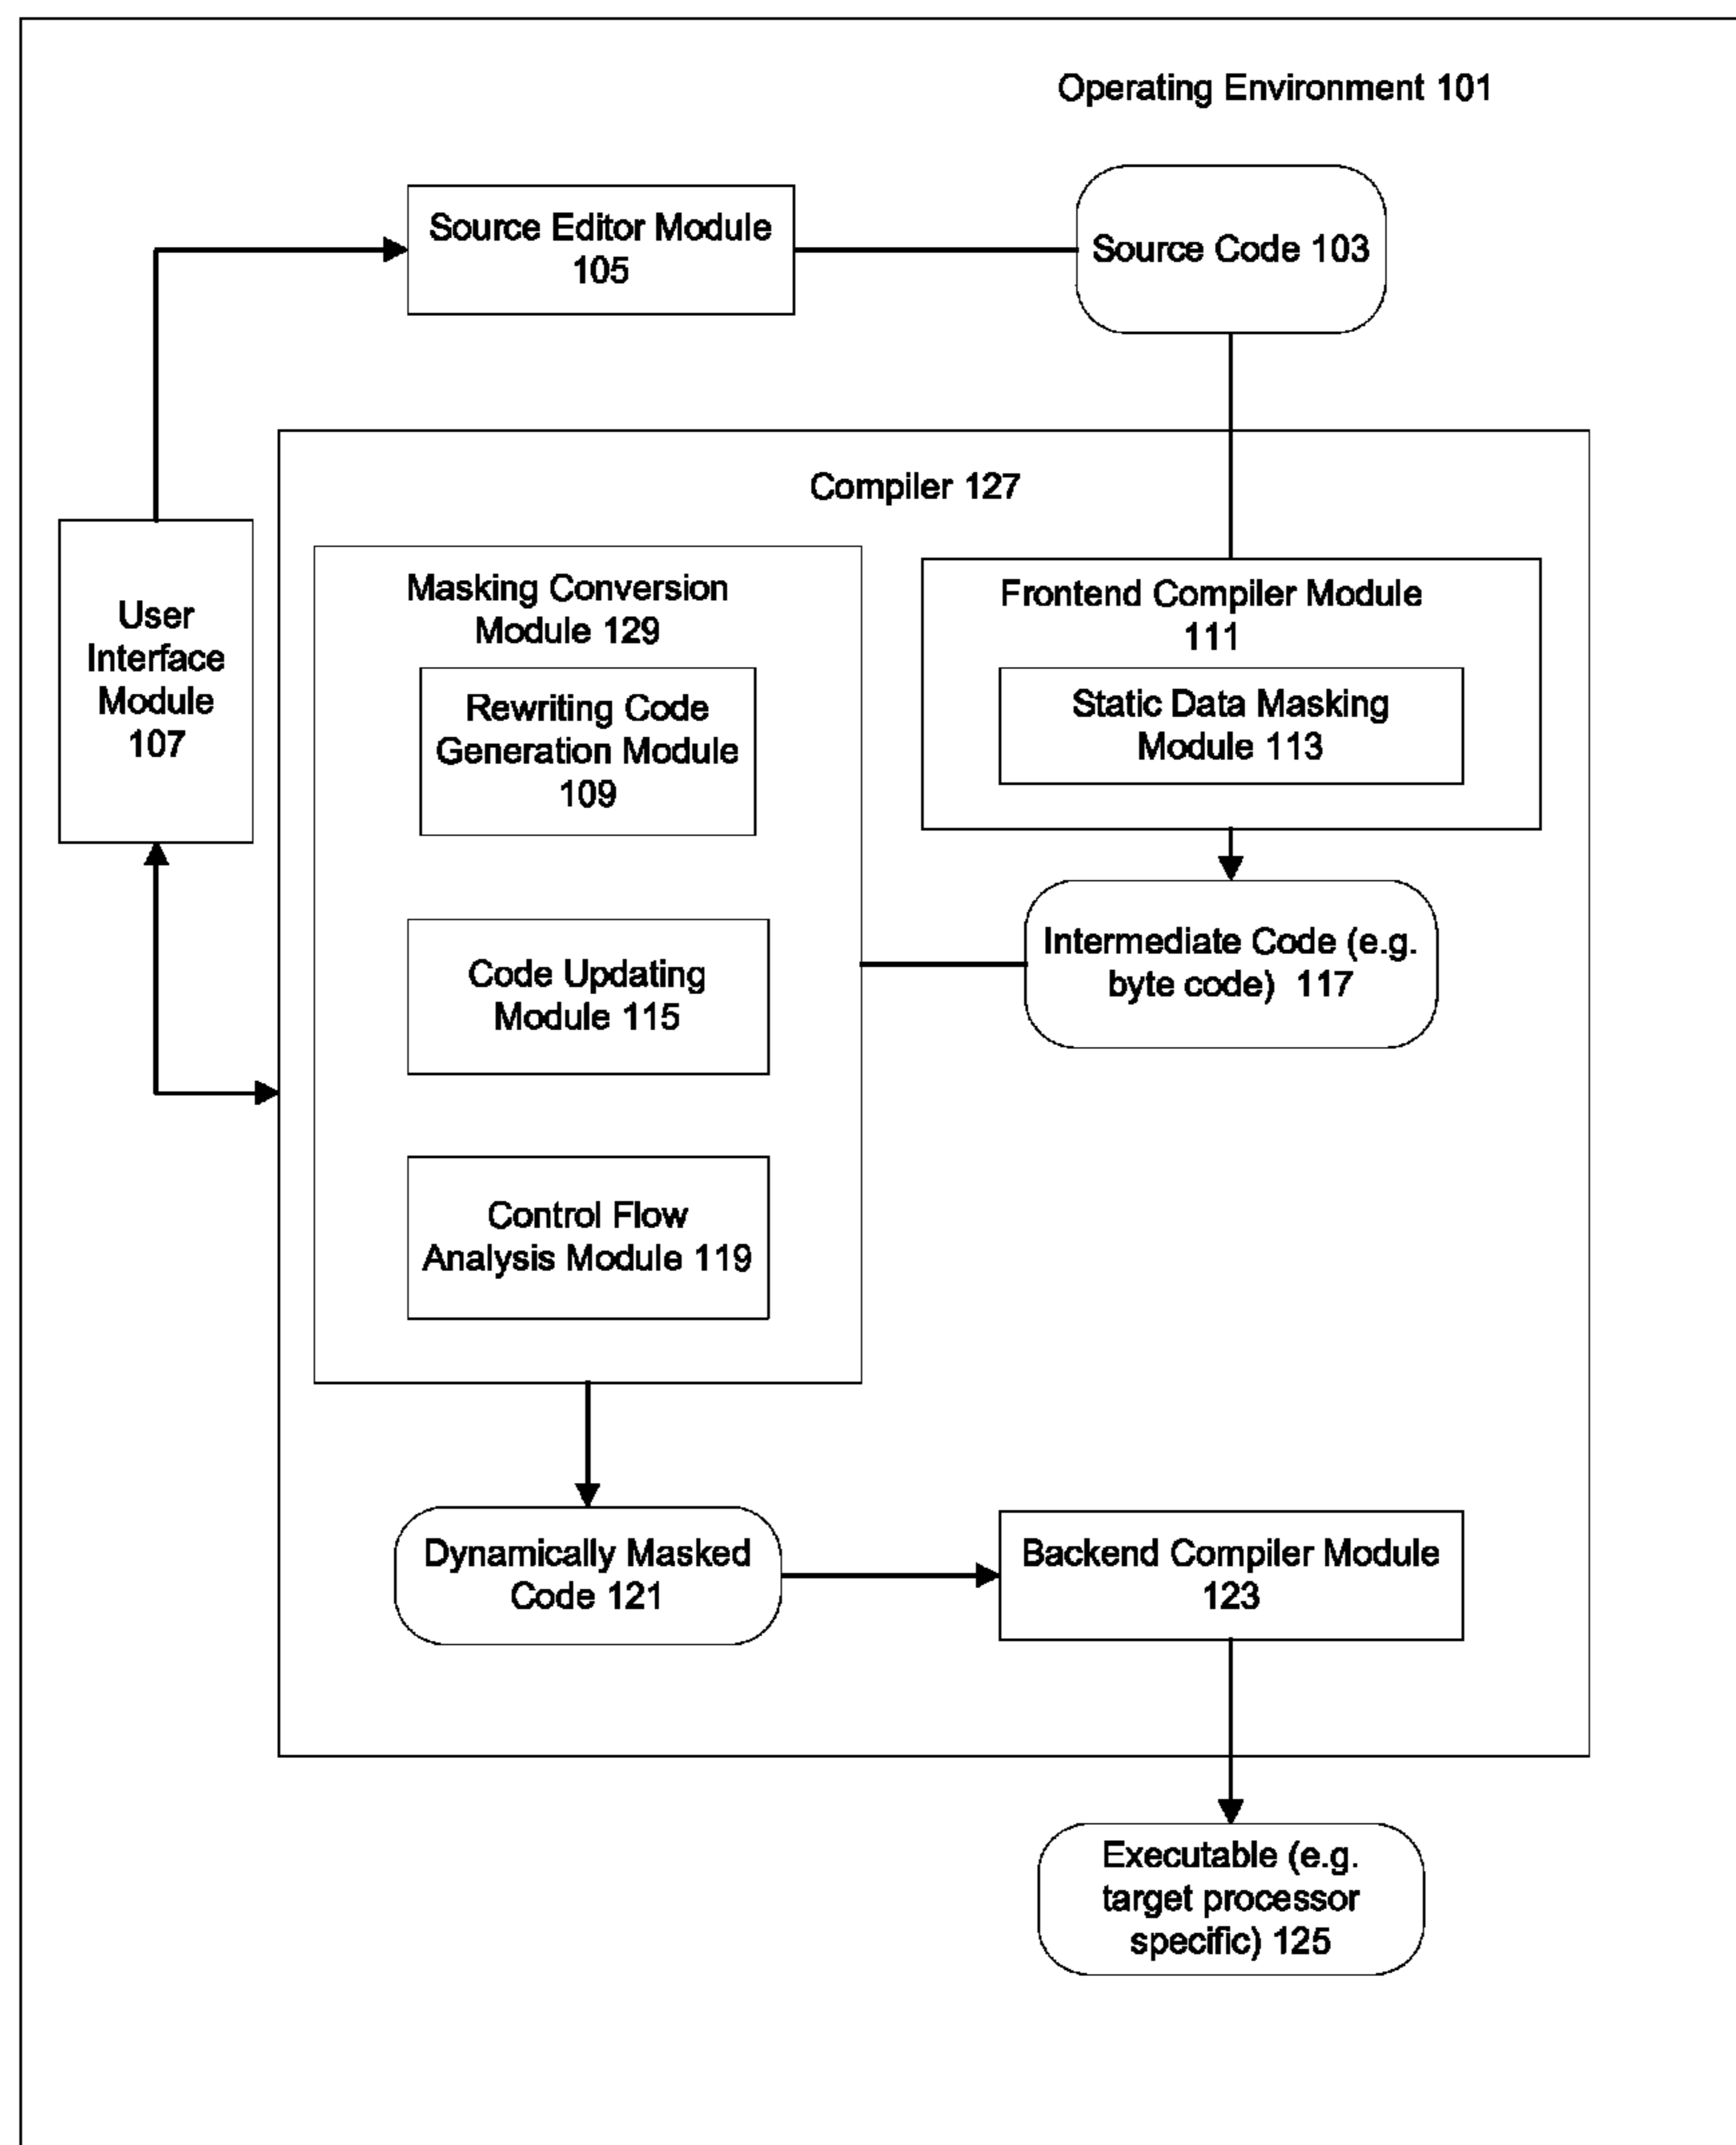 Operating Environment 101
Source Editor Module
105
Source Code 103
Compiler 127
User
Interface
Module
107
Masking Conversion
Module 129
Rewriting Code
Generation Module
109
Code Updating
Module 115
Control Flow
Analysis Module 119
Frontend Compiler Module
111
Static Data Masking
Module 113
Intermediate Code (e.g.
byte code) 117
Dynamically Masked
Code 121
Backend Compiler Module
123
Executable (e.g.
target processor
specific) 125